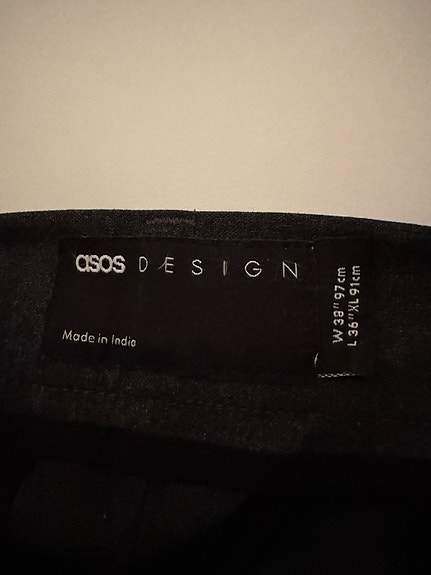 asos DESIGN
Made in India
W 38" 97cm
L 36"XL 91cm